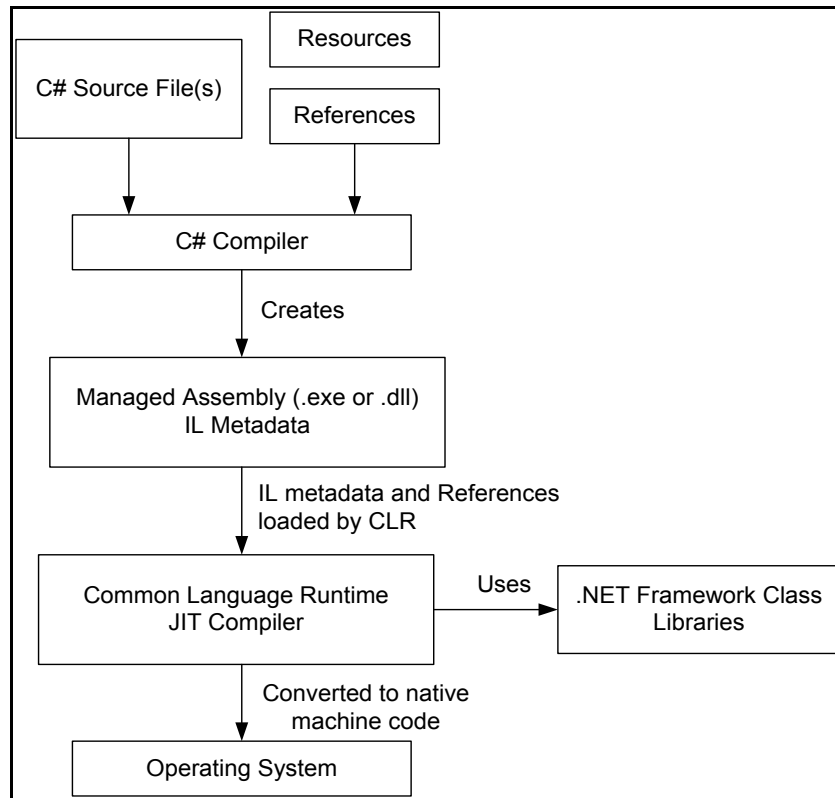 Resources
C# Source File(s)
References
C# Compiler
Creates
Managed Assembly (.exe or .dll)
IL Metadata
IL metadata and References
loaded by CLR
Common Language Runtime
JIT Compiler
Uses
.NET Framework Class
Libraries
Converted to native
machine code
Operating System